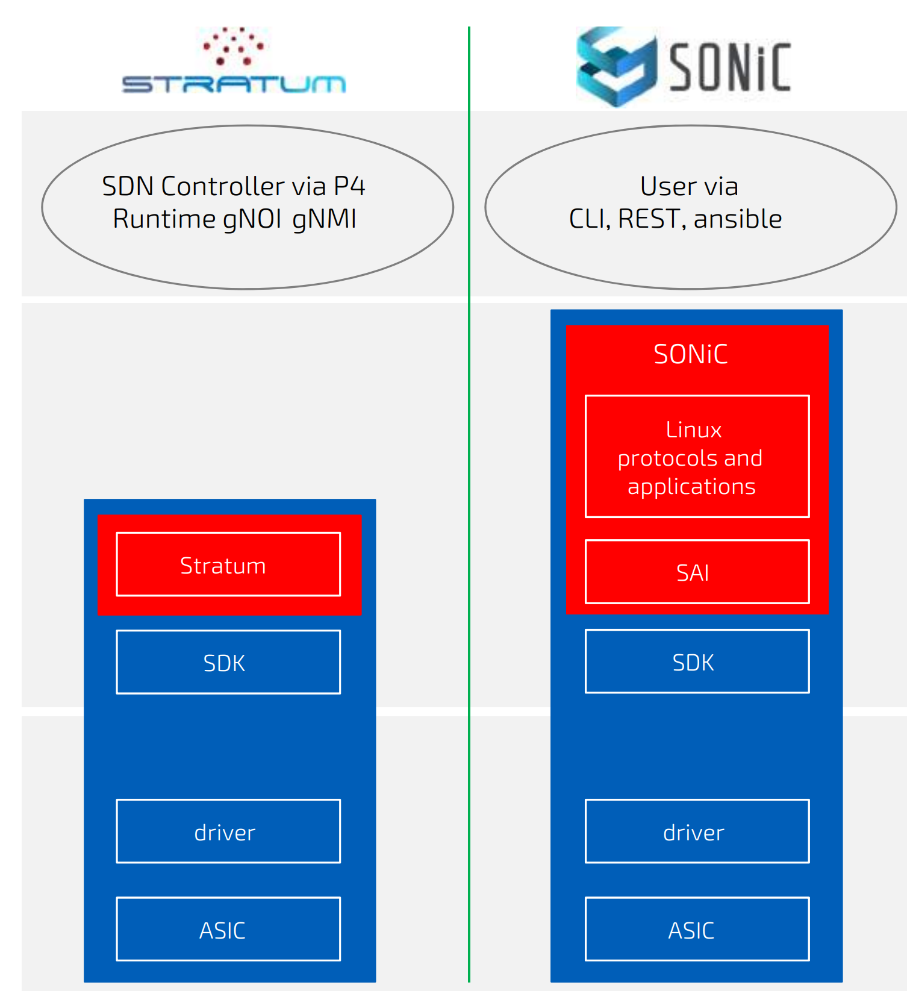 STRATUM
SONiC
SDN Controller via P4
Runtime gNOI gNMI
User via
CLI, REST, ansible
Stratum
SDK
driver
ASIC
SONiC
Linux
protocols and
applications
SAI
SDK
driver
ASIC